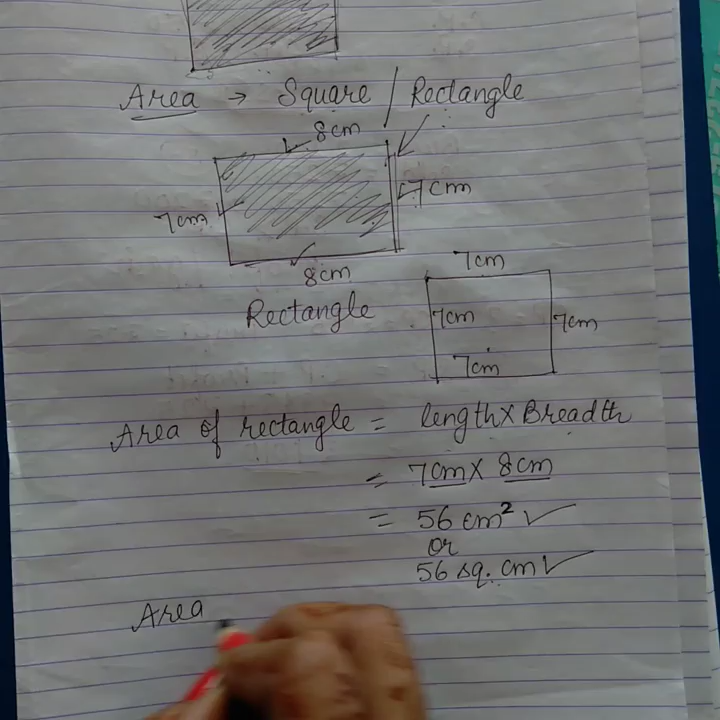 Area → Square / Rectangle
8cm
7cm
7cm
8cm
Rectangle
7cm
7cm
7cm
7cm
Area of rectangle = length × Breadth
= 7cm × 8cm
= 56 cm² ✓
or
56 sq. cm ✓
Area